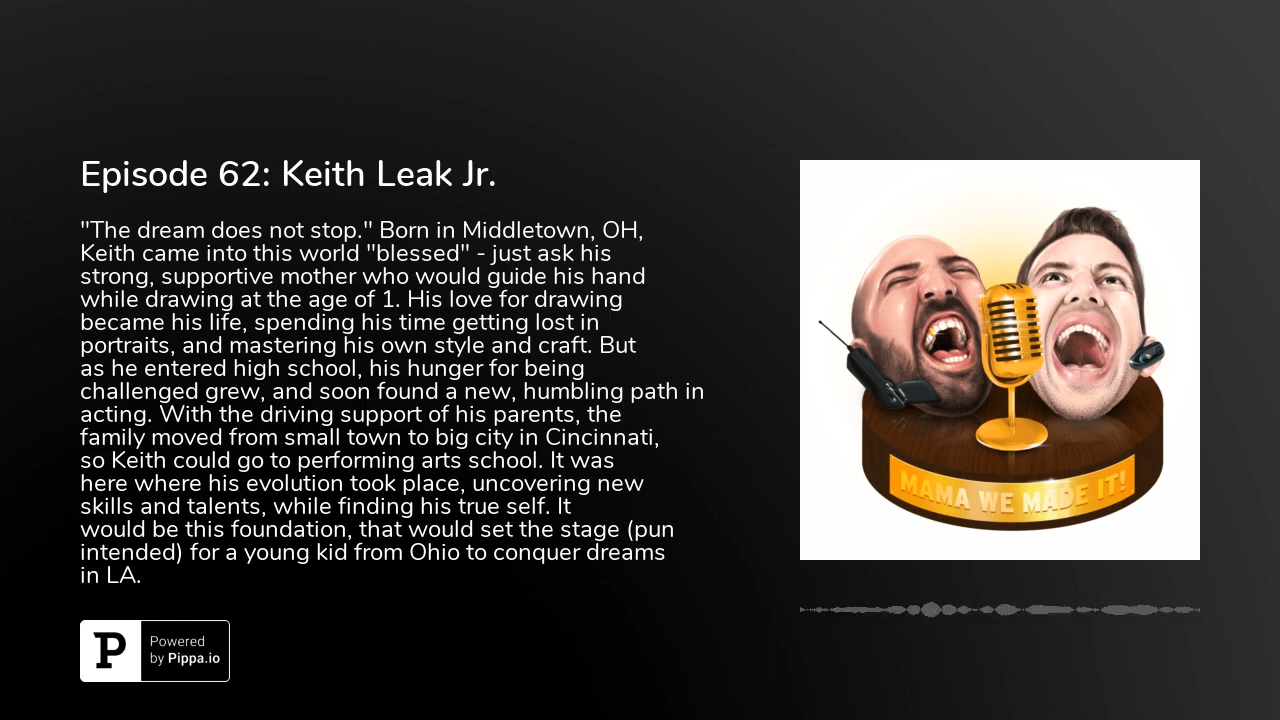 Episode 62: Keith Leak Jr.
"The dream does not stop." Born in Middletown, OH,
Keith came into this world "blessed" - just ask his
strong, supportive mother who would guide his hand
while drawing at the age of 1. His love for drawing
became his life, spending his time getting lost in
portraits, and mastering his own style and craft. But
as he entered high school, his hunger for being
challenged grew, and soon found a new, humbling path in
acting. With the driving support of his parents, the
family moved from small town to big city in Cincinnati,
so Keith could go to performing arts school. It was
here where his evolution took place, uncovering new
skills and talents, while finding his true self. It
would be this foundation, that would set the stage (pun
intended) for a young kid from Ohio to conquer dreams
in LA.
MAMA WE MADE IT!
P
Powered
by Pippa.io